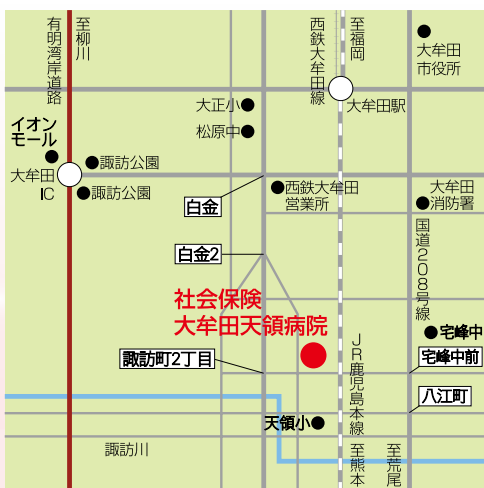 有明湾岸道路
至柳川
西鉄大牟田線
至福岡
大牟田
市役所
大正小
大牟田駅
松原中
イオン
モール
諏訪公園
大牟田
IC
諏訪公園
白金
西鉄大牟田
営業所
大牟田
消防署
国道208号線
白金2
社会保険
大牟田天領病院
宅峰中
諏訪町2丁目
JR鹿児島本線
宅峰中前
八江町
天領小
諏訪川
至熊本
至荒尾